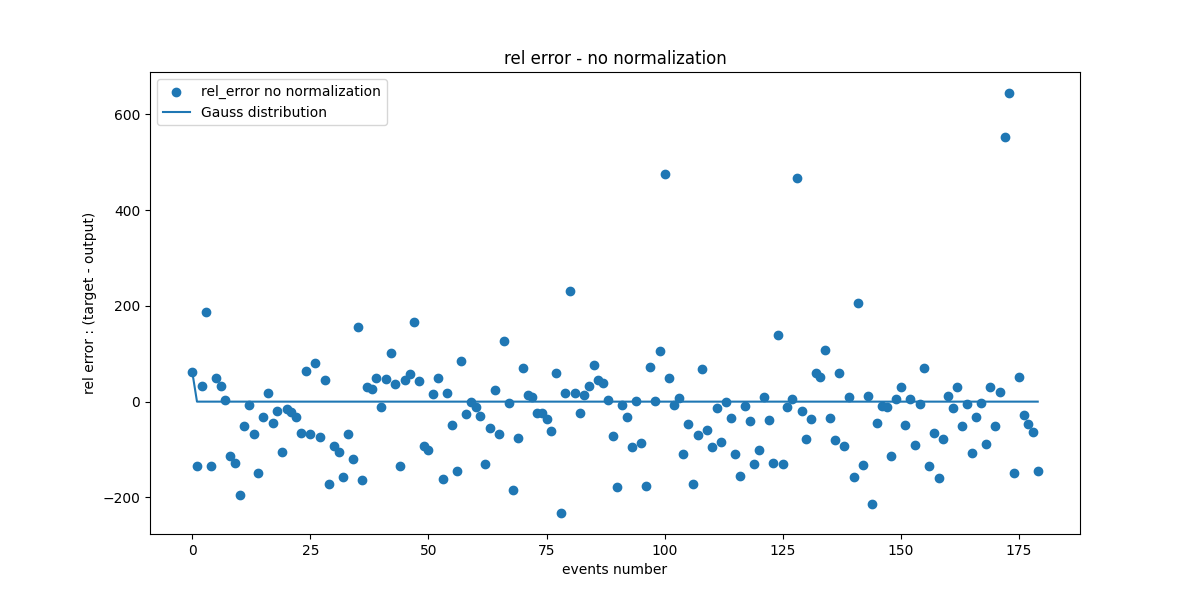 rel error - no normalization
rel_error no normalization
Gauss distribution
rel error : (target - output)
600
400
200
0
−200
0 25 50 75 100 125 150 175
events number